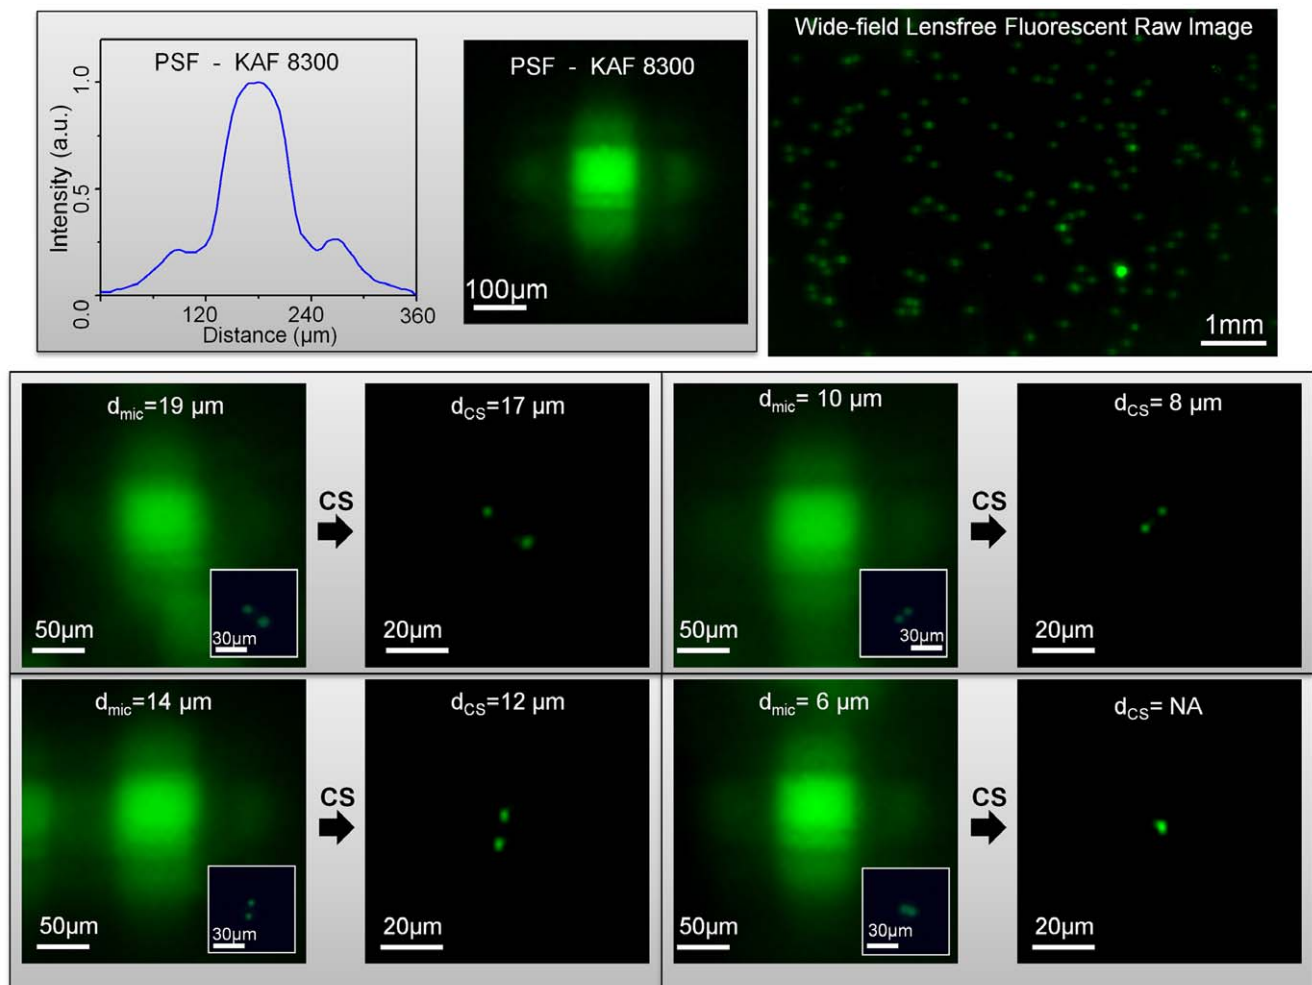 PSF - KAF 8300
Intensity (a.u.)
1.0
0.5
0.0
120
240
360
Distance (µm)
PSF - KAF 8300
100µm
Wide-field Lensfree Fluorescent Raw Image
1mm
dmic=19 µm
50µm
30µm
CS
dCS=17 µm
20µm
dmic= 10 µm
50µm
30µm
CS
dCS= 8 µm
20µm
dmic=14 µm
50µm
30µm
CS
dCS=12 µm
20µm
dmic= 6 µm
50µm
30µm
CS
dCS= NA
20µm